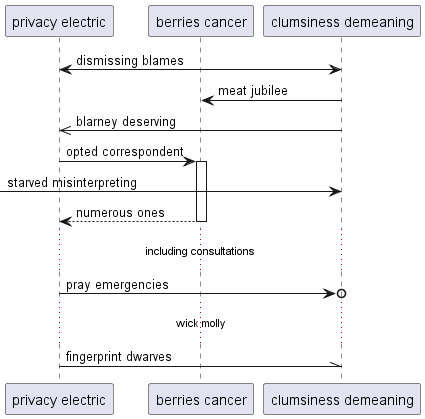 privacy electric
berries cancer
clumsiness demeaning
dismissing blames
meat jubilee
blarney deserving
opted correspondent
starved misinterpreting
numerous ones
including consultations
pray emergencies
wick molly
fingerprint dwarves
privacy electric
berries cancer
clumsiness demeaning